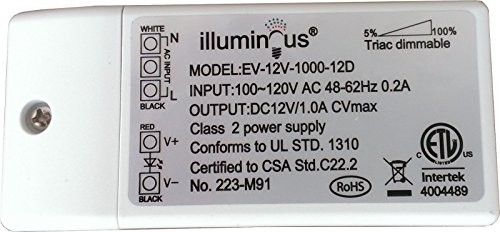 WHITE
N
AC INPUT
L
BLACK
RED
V+
V-
BLACK
illuminous®
MODEL:EV-12V-1000-12D
INPUT:100~120V AC 48-62Hz 0.2A
OUTPUT:DC12V/1.0A CVmax
Class 2 power supply
Conforms to UL STD. 1310
Certified to CSA Std.C22.2
No. 223-M91
RoHS
5% 100%
Triac dimmable
ETL
C US
Intertek
4004489